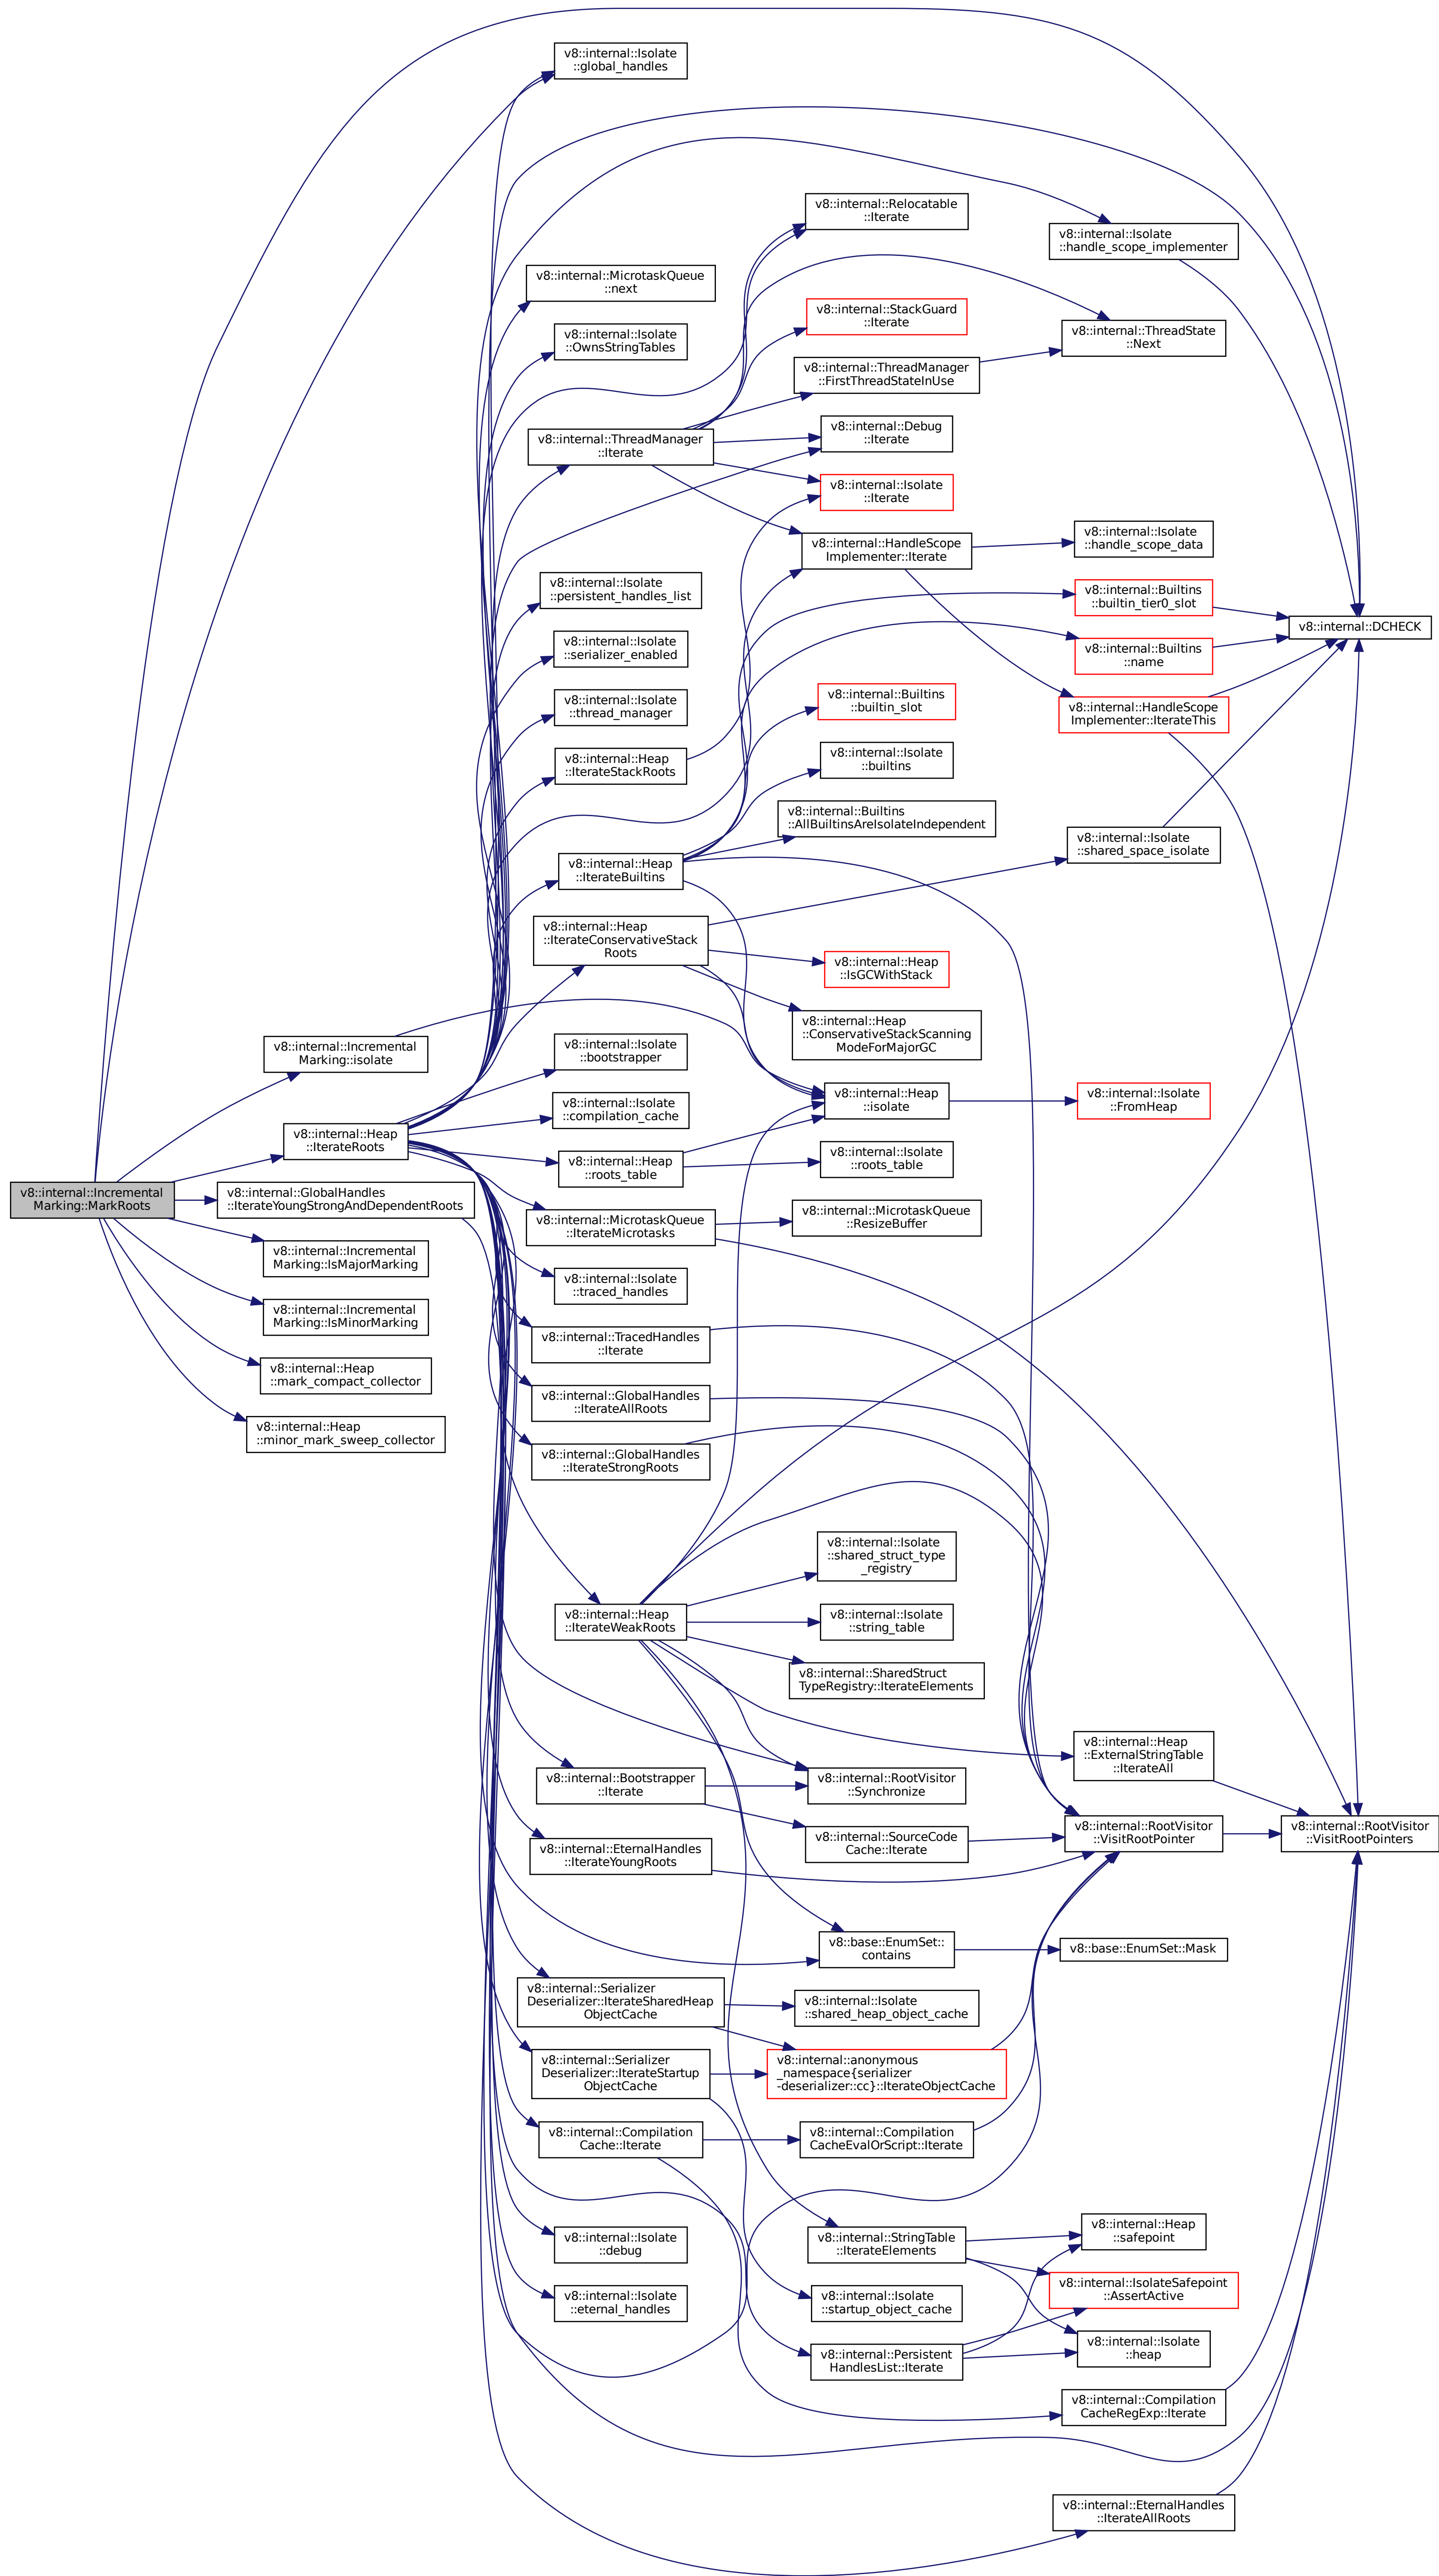 v8::internal::Incremental
Marking::MarkRoots
v8::internal::Incremental
Marking::isolate
v8::internal::Heap
::IterateRoots
v8::internal::GlobalHandles
::IterateYoungStrongAndDependentRoots
v8::internal::Incremental
Marking::IsMajorMarking
v8::internal::Incremental
Marking::IsMinorMarking
v8::internal::Heap
::mark_compact_collector
v8::internal::Heap
::minor_mark_sweep_collector
v8::internal::Isolate
::global_handles
v8::internal::MicrotaskQueue
::next
v8::internal::Isolate
::OwnsStringTables
v8::internal::ThreadManager
::Iterate
v8::internal::Isolate
::persistent_handles_list
v8::internal::Isolate
::serializer_enabled
v8::internal::Isolate
::thread_manager
v8::internal::Heap
::IterateStackRoots
v8::internal::Heap
::IterateBuiltins
v8::internal::Heap
::IterateConservativeStack
Roots
v8::internal::Isolate
::bootstrapper
v8::internal::Isolate
::compilation_cache
v8::internal::Heap
::roots_table
v8::internal::MicrotaskQueue
::IterateMicrotasks
v8::internal::Isolate
::traced_handles
v8::internal::TracedHandles
::Iterate
v8::internal::GlobalHandles
::IterateAllRoots
v8::internal::GlobalHandles
::IterateStrongRoots
v8::internal::Heap
::IterateWeakRoots
v8::internal::Bootstrapper
::Iterate
v8::internal::EternalHandles
::IterateYoungRoots
v8::internal::Serializer
Deserializer::IterateSharedHeap
ObjectCache
v8::internal::Serializer
Deserializer::IterateStartup
ObjectCache
v8::internal::Compilation
Cache::Iterate
v8::internal::Isolate
::debug
v8::internal::Isolate
::eternal_handles
v8::internal::Relocatable
::Iterate
v8::internal::StackGuard
::Iterate
v8::internal::ThreadManager
::FirstThreadStateInUse
v8::internal::Debug
::Iterate
v8::internal::Isolate
::Iterate
v8::internal::HandleScope
Implementer::Iterate
v8::internal::Builtins
::builtin_slot
v8::internal::Isolate
::builtins
v8::internal::Builtins
::AllBuiltinsAreIsolateIndependent
v8::internal::Heap
::IsGCWithStack
v8::internal::Heap
::ConservativeStackScanning
ModeForMajorGC
v8::internal::Heap
::isolate
v8::internal::Isolate
::roots_table
v8::internal::MicrotaskQueue
::ResizeBuffer
v8::internal::Isolate
::shared_struct_type
_registry
v8::internal::Isolate
::string_table
v8::internal::SharedStruct
TypeRegistry::IterateElements
v8::internal::RootVisitor
::Synchronize
v8::internal::SourceCode
Cache::Iterate
v8::base::EnumSet::
contains
v8::internal::Isolate
::shared_heap_object_cache
v8::internal::anonymous
_namespace{serializer
-deserializer::cc}::IterateObjectCache
v8::internal::Compilation
CacheEvalOrScript::Iterate
v8::internal::StringTable
::IterateElements
v8::internal::Isolate
::startup_object_cache
v8::internal::Persistent
HandlesList::Iterate
v8::internal::Isolate
::handle_scope_implementer
v8::internal::ThreadState
::Next
v8::internal::Isolate
::handle_scope_data
v8::internal::Builtins
::builtin_tier0_slot
v8::internal::Builtins
::name
v8::internal::HandleScope
Implementer::IterateThis
v8::internal::Isolate
::shared_space_isolate
v8::internal::Isolate
::FromHeap
v8::internal::Heap
::ExternalStringTable
::IterateAll
v8::internal::RootVisitor
::VisitRootPointer
v8::base::EnumSet::Mask
v8::internal::Heap
::safepoint
v8::internal::IsolateSafepoint
::AssertActive
v8::internal::Isolate
::heap
v8::internal::Compilation
CacheRegExp::Iterate
v8::internal::EternalHandles
::IterateAllRoots
v8::internal::DCHECK
v8::internal::RootVisitor
::VisitRootPointers